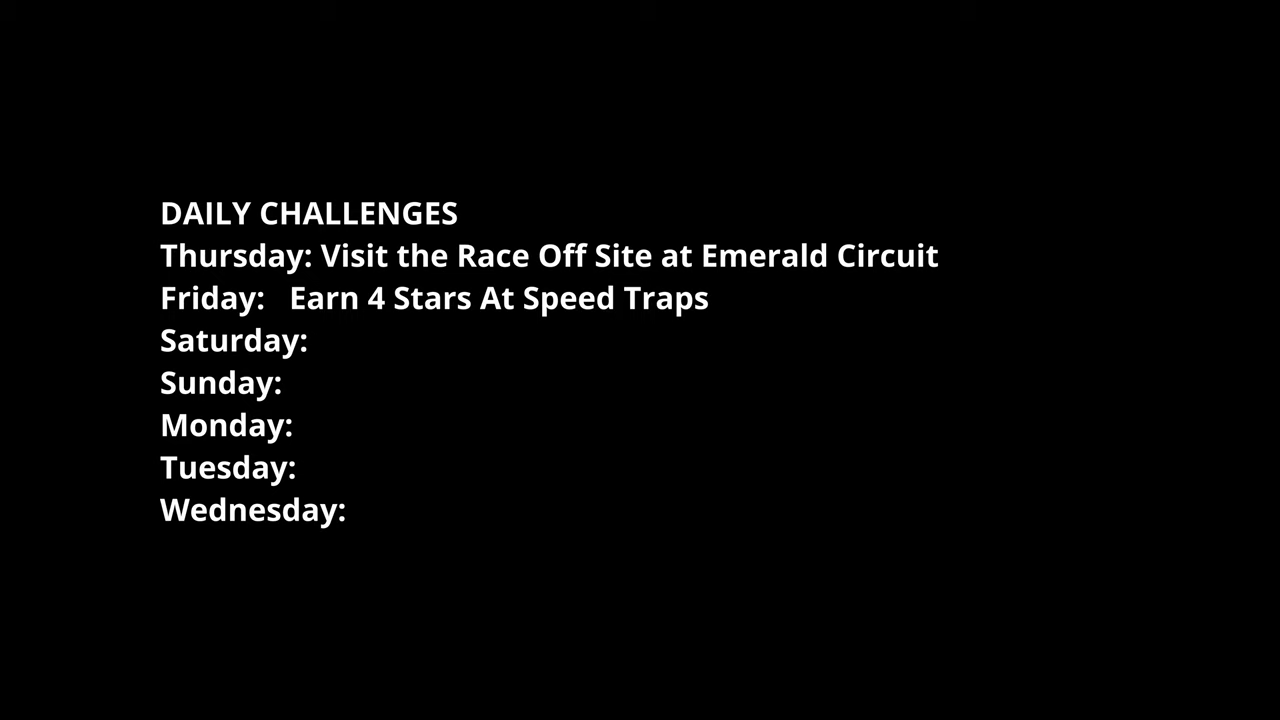 DAILY CHALLENGES
Thursday: Visit the Race Off Site at Emerald Circuit
Friday:   Earn 4 Stars At Speed Traps
Saturday:
Sunday:
Monday:
Tuesday:
Wednesday: